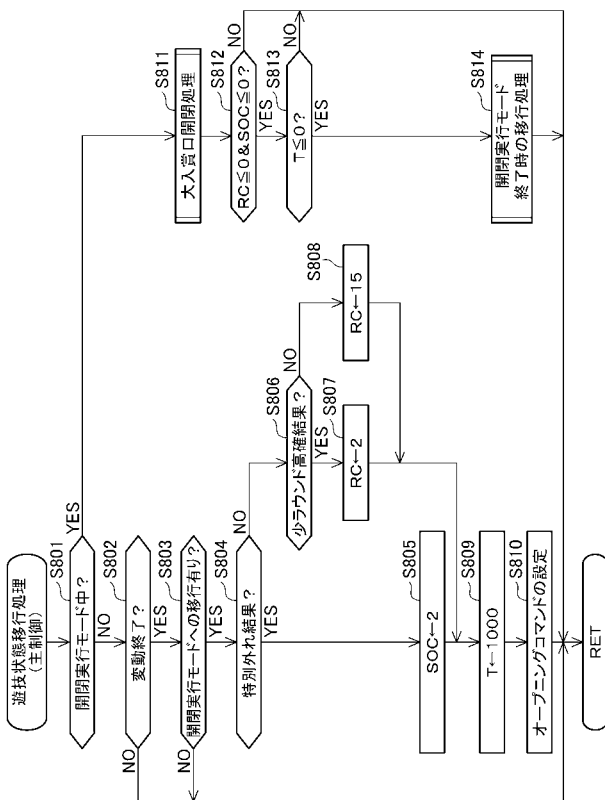 遊技状態移行処理
(主制御)
S801
開閉実行モード中？
YES
NO
S802
変動終了？
NO
YES
S803
開閉実行モードへの移行有り？
NO
YES
S804
特別外れ結果？
NO
YES
S805
SOC←2
S806
少ラウンド高確結果？
NO
YES
S807
RC←2
S808
RC←15
S809
T←1000
S810
オープニングコマンドの設定
S811
大入賞口開閉処理
S812
RC≦0＆SOC≦0？
NO
YES
S813
T≦0？
NO
YES
S814
開閉実行モード
終了時の移行処理
RET